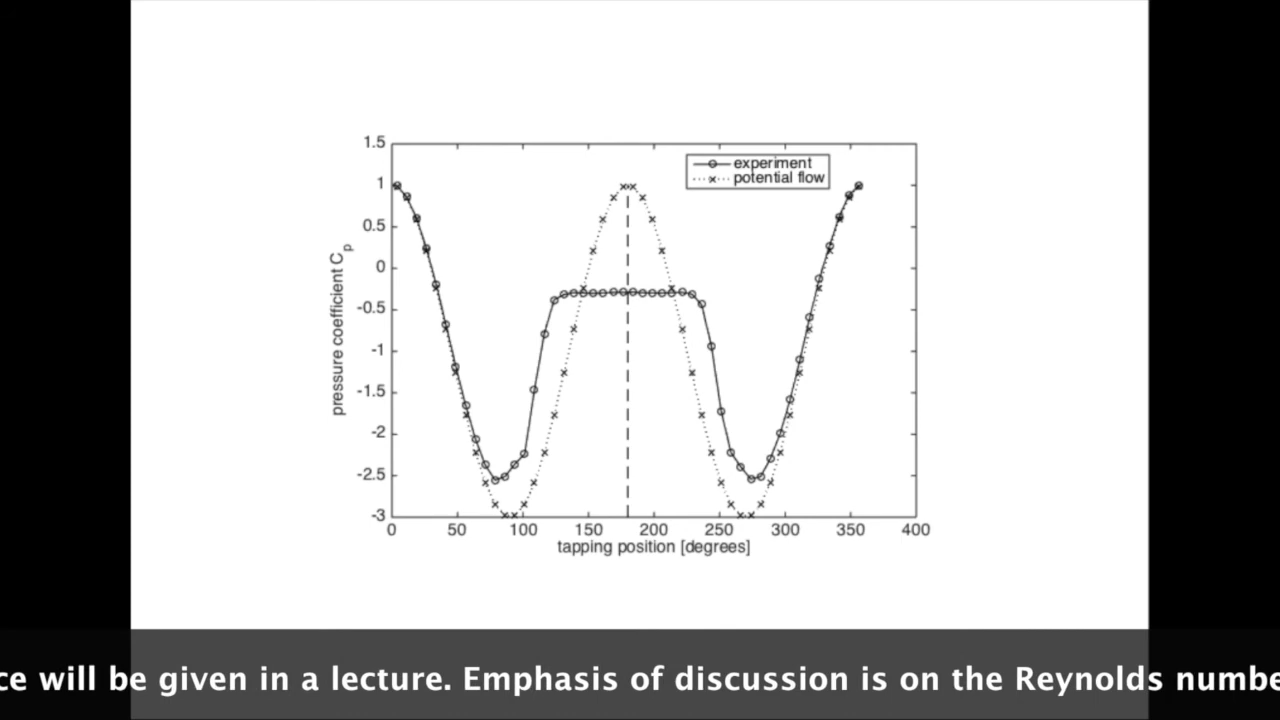 1.5
1
0.5
0
-0.5
-1
-1.5
-2
-2.5
-3
pressure coefficient Cp
experiment
potential flow
0 50 100 150 200 250 300 350 400
tapping position [degrees]
ce will be given in a lecture. Emphasis of discussion is on the Reynolds numbe